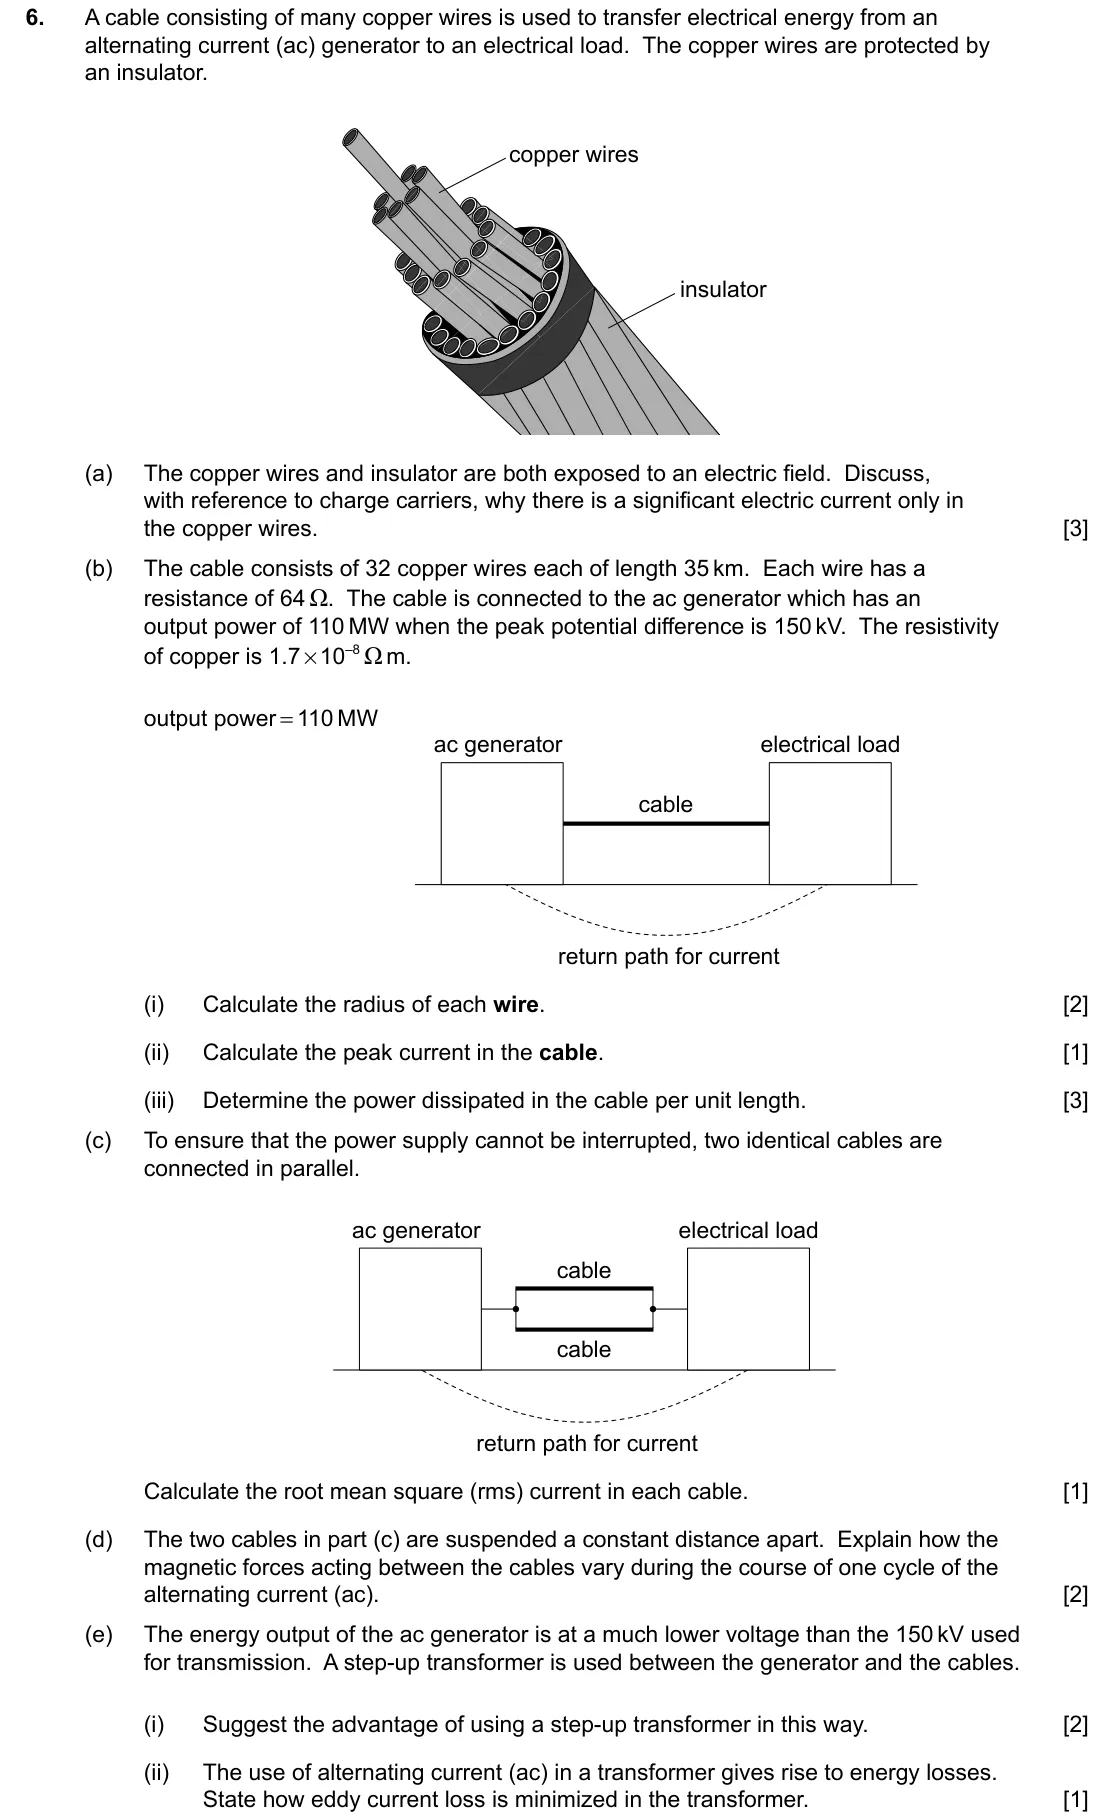 6. A cable consisting of many copper wires is used to transfer electrical energy from an
alternating current (ac) generator to an electrical load. The copper wires are protected by
an insulator.
copper wires
insulator
(a) The copper wires and insulator are both exposed to an electric field. Discuss,
with reference to charge carriers, why there is a significant electric current only in
the copper wires. [3]
(b) The cable consists of 32 copper wires each of length 35 km. Each wire has a
resistance of 64 Ω. The cable is connected to the ac generator which has an
output power of 110 MW when the peak potential difference is 150 kV. The resistivity
of copper is 1.7 × 10⁻⁸ Ω m.
output power = 110 MW
ac generator electrical load
cable
return path for current
(i) Calculate the radius of each wire. [2]
(ii) Calculate the peak current in the cable. [1]
(iii) Determine the power dissipated in the cable per unit length. [3]
(c) To ensure that the power supply cannot be interrupted, two identical cables are
connected in parallel.
ac generator electrical load
cable
cable
return path for current
Calculate the root mean square (rms) current in each cable. [1]
(d) The two cables in part (c) are suspended a constant distance apart. Explain how the
magnetic forces acting between the cables vary during the course of one cycle of the
alternating current (ac). [2]
(e) The energy output of the ac generator is at a much lower voltage than the 150 kV used
for transmission. A step-up transformer is used between the generator and the cables.
(i) Suggest the advantage of using a step-up transformer in this way. [2]
(ii) The use of alternating current (ac) in a transformer gives rise to energy losses.
State how eddy current loss is minimized in the transformer. [1]